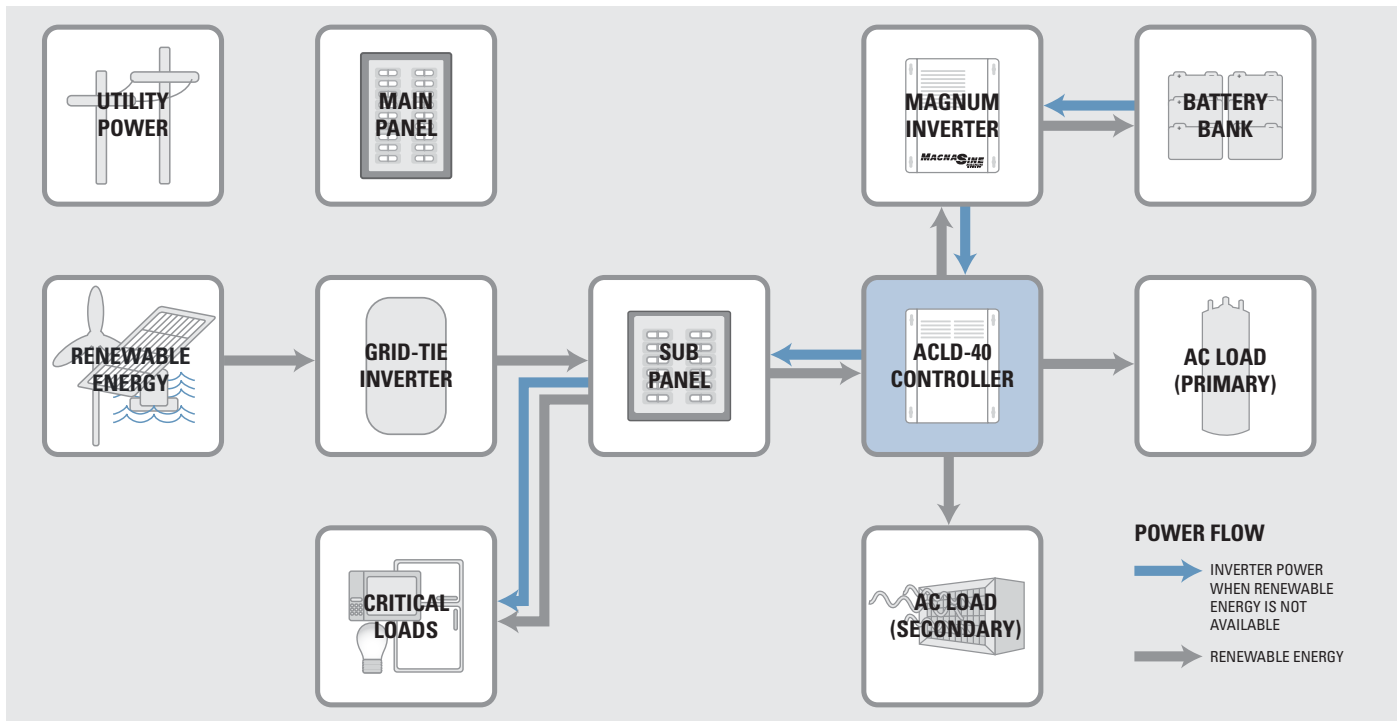 UTILITY
POWER
MAIN
PANEL
MAGNUM
INVERTER
MAGNASINE
BATTERY
BANK
RENEWABLE
ENERGY
GRID-TIE
INVERTER
SUB
PANEL
ACLD-40
CONTROLLER
AC LOAD
(PRIMARY)
CRITICAL
LOADS
AC LOAD
(SECONDARY)
POWER FLOW
INVERTER POWER
WHEN RENEWABLE
ENERGY IS NOT
AVAILABLE
RENEWABLE ENERGY